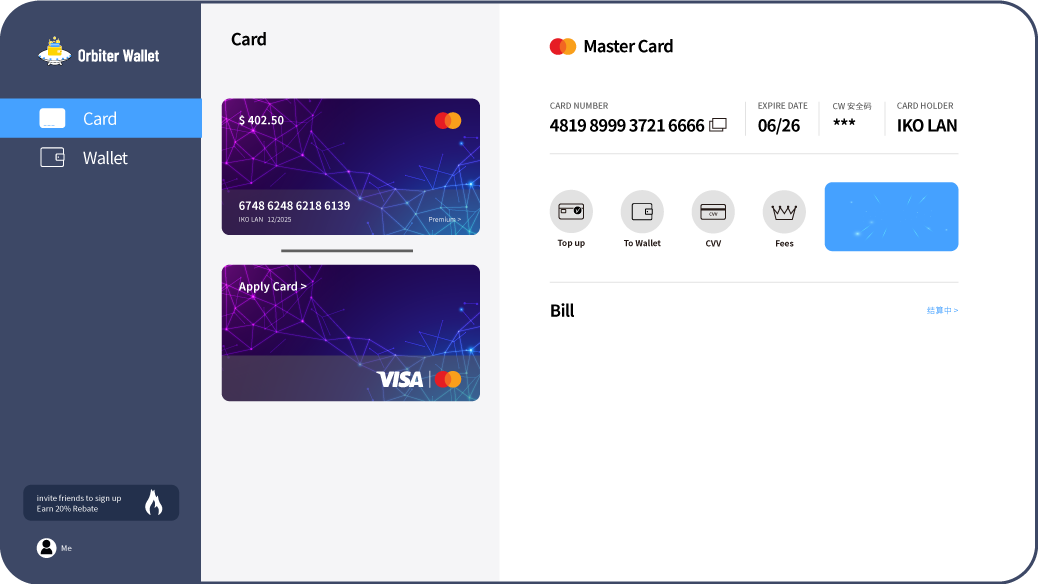 Orbiter Wallet
Card
Wallet
invite friends to sign up
Earn 20% Rebate
Me
Card
$ 402.50
6748 6248 6218 6139
IKO LAN 12/2025
Premium >
Apply Card >
VISA
Master Card
CARD NUMBER
4819 8999 3721 6666
EXPIRE DATE
06/26
CW 安全码
***
CARD HOLDER
IKO LAN
Top up
To Wallet
CVV
CVV
Fees
Bill
结算中 >